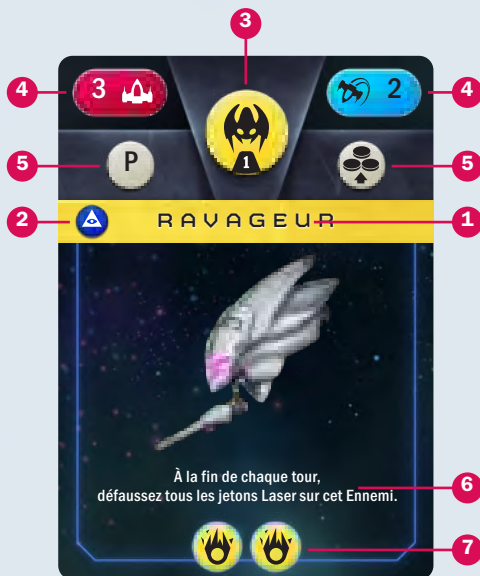 3
4 3 2 4
5 P 1 5
2 RAVAGEUR 1
À la fin de chaque tour,
défaussez tous les jetons Laser sur cet Ennemi.
6
7